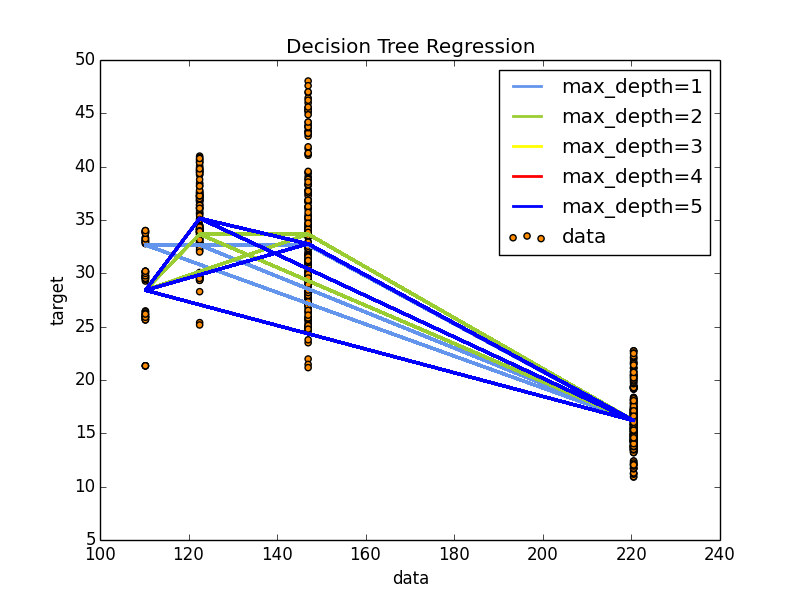 Decision Tree Regression
50
45
40
35
30
25
20
15
10
5
target
max_depth=1
max_depth=2
max_depth=3
max_depth=4
max_depth=5
data
100 120 140 160 180 200 220 240
data